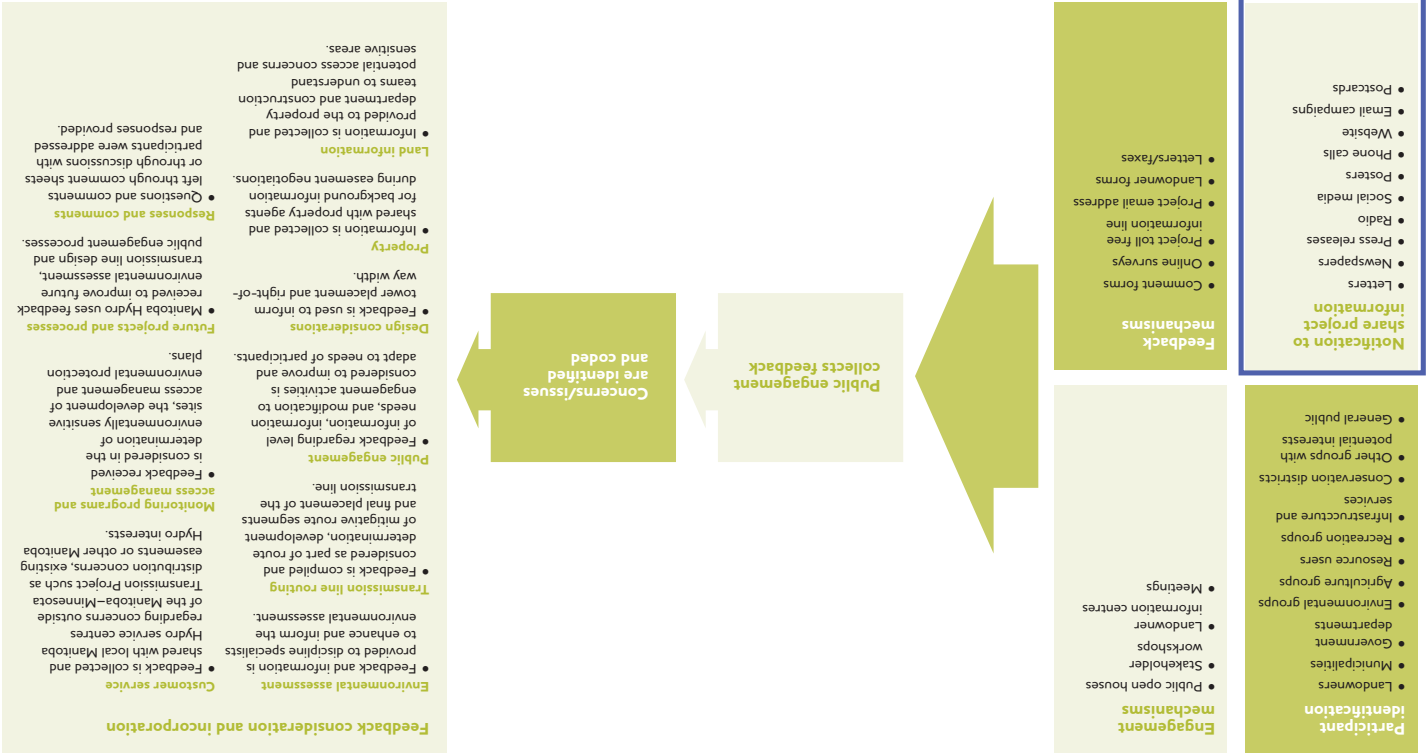 Participant
identification
• Landowners
• Municipalities
• Government
departments
• Environmental groups
• Agriculture groups
• Resource users
• Recreation groups
• Infrastruccture and
services
• Conservation districts
• Other groups with
potential interests
• General public
Engagement
mechanisms
• Public open houses
• Stakeholder
workshops
• Landowner
information centres
• Meetings
Notification to
share project
information
• Letters
• Newspapers
• Press releases
• Radio
• Social media
• Posters
• Phone calls
• Website
• Email campaigns
• Postcards
Feedback
mechanisms
• Comment forms
• Online surveys
• Project toll free
information line
• Project email address
• Landowner forms
• Letters/faxes
Public engagement
collects feedback
Concerns/issues
are identified
and coded
Feedback consideration and incorporation
Environmental assessment
• Feedback and information is
provided to discipline specialists
to enhance and inform the
environmental assessment.
Transmission line routing
• Feedback is compiled and
considered as part of route
determination, development
of mitigative route segments
and final placement of the
transmission line.
Public engagement
• Feedback regarding level
of information, information
needs, and modification to
engagement activities is
considered to improve and
adapt to needs of participants.
Design considerations
• Feedback is used to inform
tower placement and right-of-
way width.
Property
• Information is collected and
shared with property agents
for background information
during easement negotiations.
Land information
• Information is collected and
provided to the property
department and construction
teams to understand
potential access concerns and
sensitive areas.
Customer service
• Feedback is collected and
shared with local Manitoba
Hydro service centres
regarding concerns outside
of the Manitoba–Minnesota
Transmission Project such as
distribution concerns, existing
easements or other Manitoba
Hydro interests.
Monitoring programs and
access management
• Feedback received
is considered in the
determination of
environmentally sensitive
sites, the development of
access management and
environmental protection
plans.
Future projects and processes
• Manitoba Hydro uses feedback
received to improve future
environmental assessment,
transmission line design and
public engagement processes.
Responses and comments
• Questions and comments
left through comment sheets
or through discussions with
participants were addressed
and responses provided.